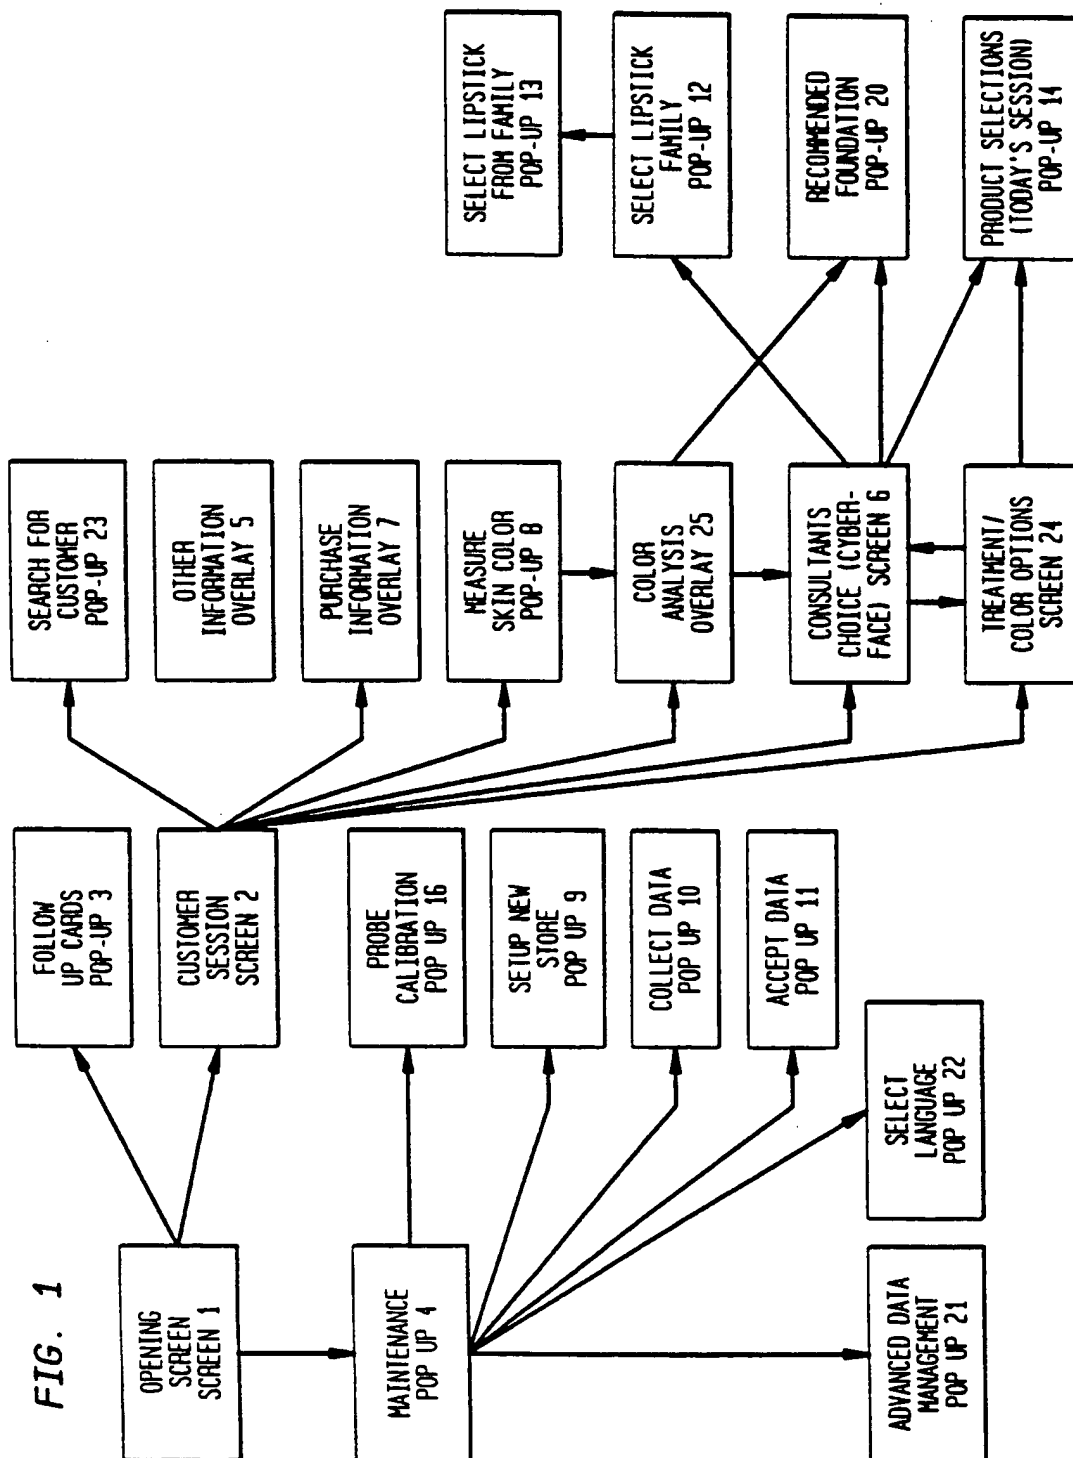 FIG. 1
OPENING
SCREEN
SCREEN 1
MAINTENANCE
POP UP 4
ADVANCED DATA
MANAGEMENT
POP UP 21
FOLLOW
UP CARDS
POP-UP 3
CUSTOMER
SESSION
SCREEN 2
PROBE
CALIBRATION
POP UP 16
SETUP NEW
STORE
POP UP 9
COLLECT DATA
POP UP 10
ACCEPT DATA
POP UP 11
SELECT
LANGUAGE
POP UP 22
SEARCH FOR
CUSTOMER
POP-UP 23
OTHER
INFORMATION
OVERLAY 5
PURCHASE
INFORMATION
OVERLAY 7
MEASURE
SKIN COLOR
POP-UP 8
COLOR
ANALYSIS
OVERLAY 25
CONSULTANTS
CHOICE (CYBER-
FACE) SCREEN 6
TREATMENT/
COLOR OPTIONS
SCREEN 24
SELECT LIPSTICK
FROM FAMILY
POP-UP 13
SELECT LIPSTICK
FAMILY
POP-UP 12
RECOMMENDED
FOUNDATION
POP-UP 20
PRODUCT SELECTIONS
(TODAY'S SESSION)
POP-UP 14